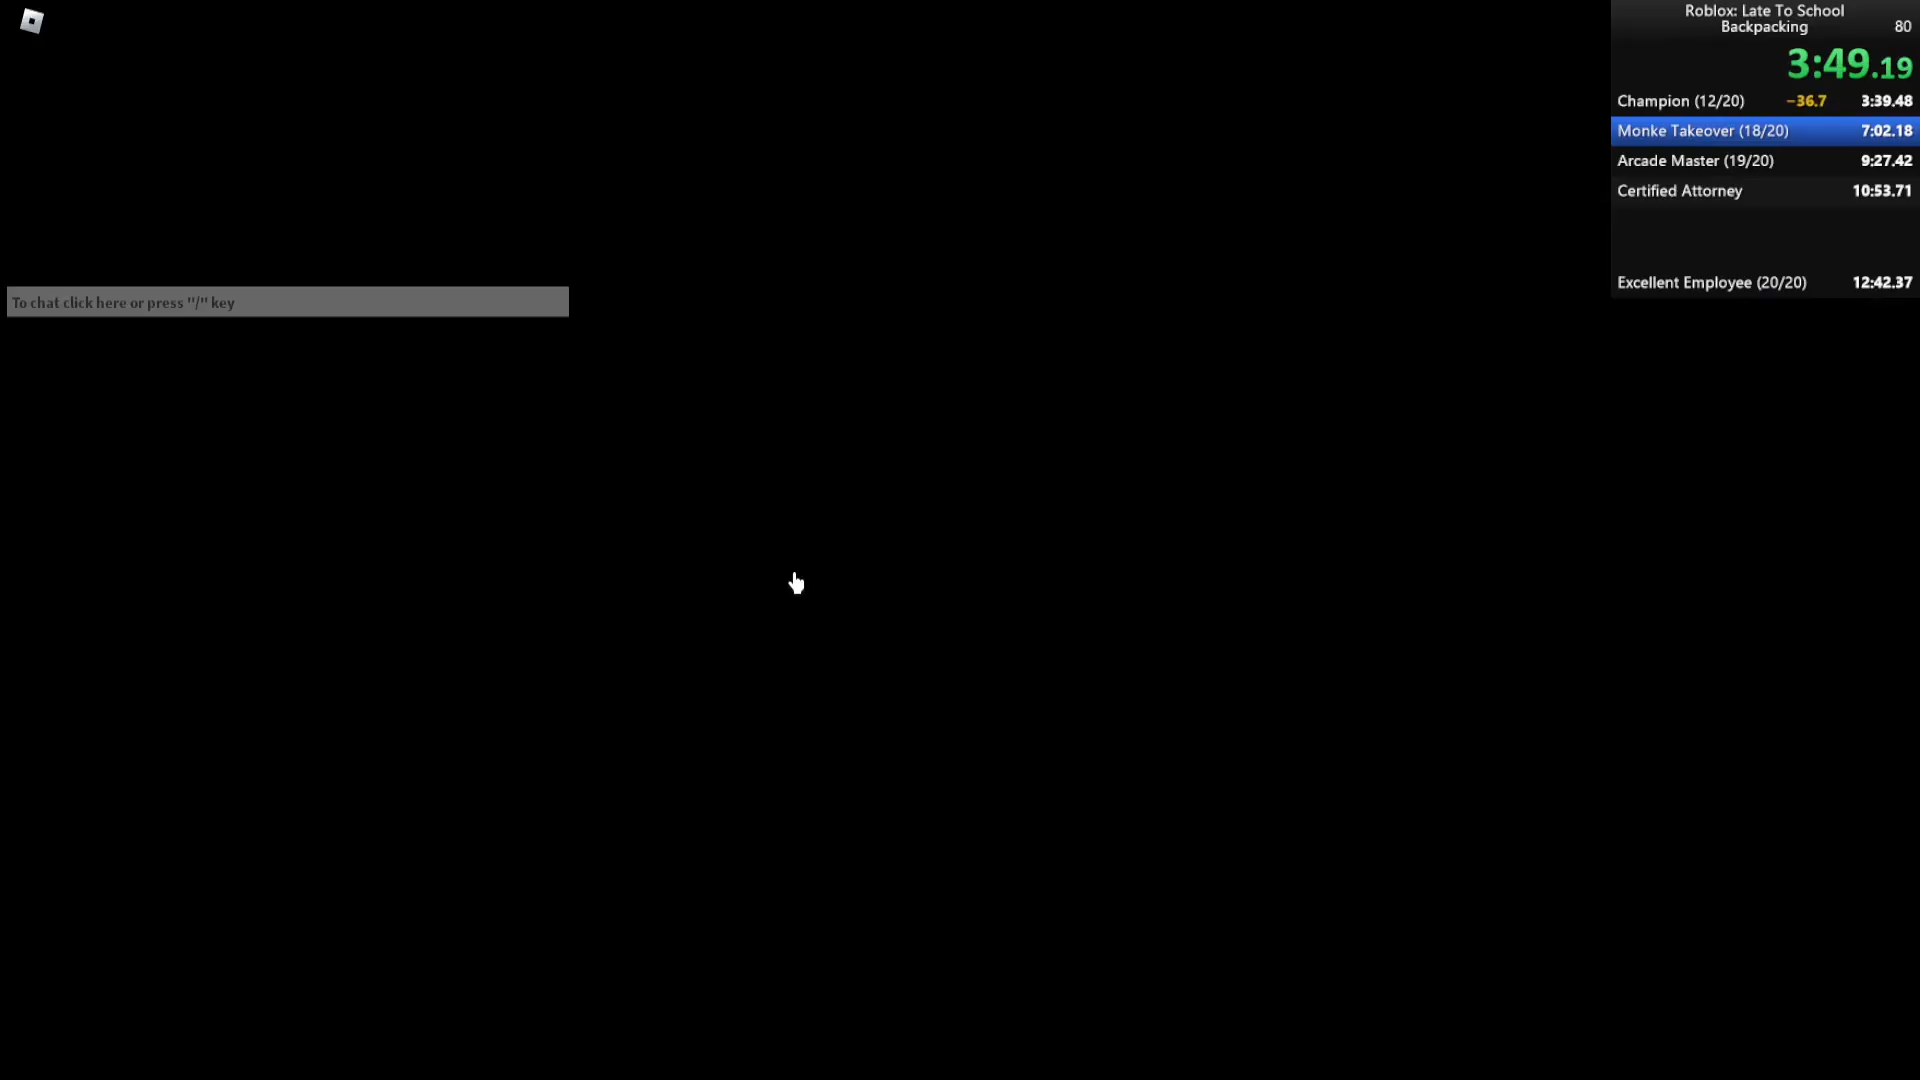 Roblox: Late To School
Backpacking 80
3:49.19
Champion (12/20) −36.7 3:39.48
Monke Takeover (18/20) 7:02.18
Arcade Master (19/20) 9:27.42
Certified Attorney 10:53.71
Excellent Employee (20/20) 12:42.37
To chat click here or press "/" key